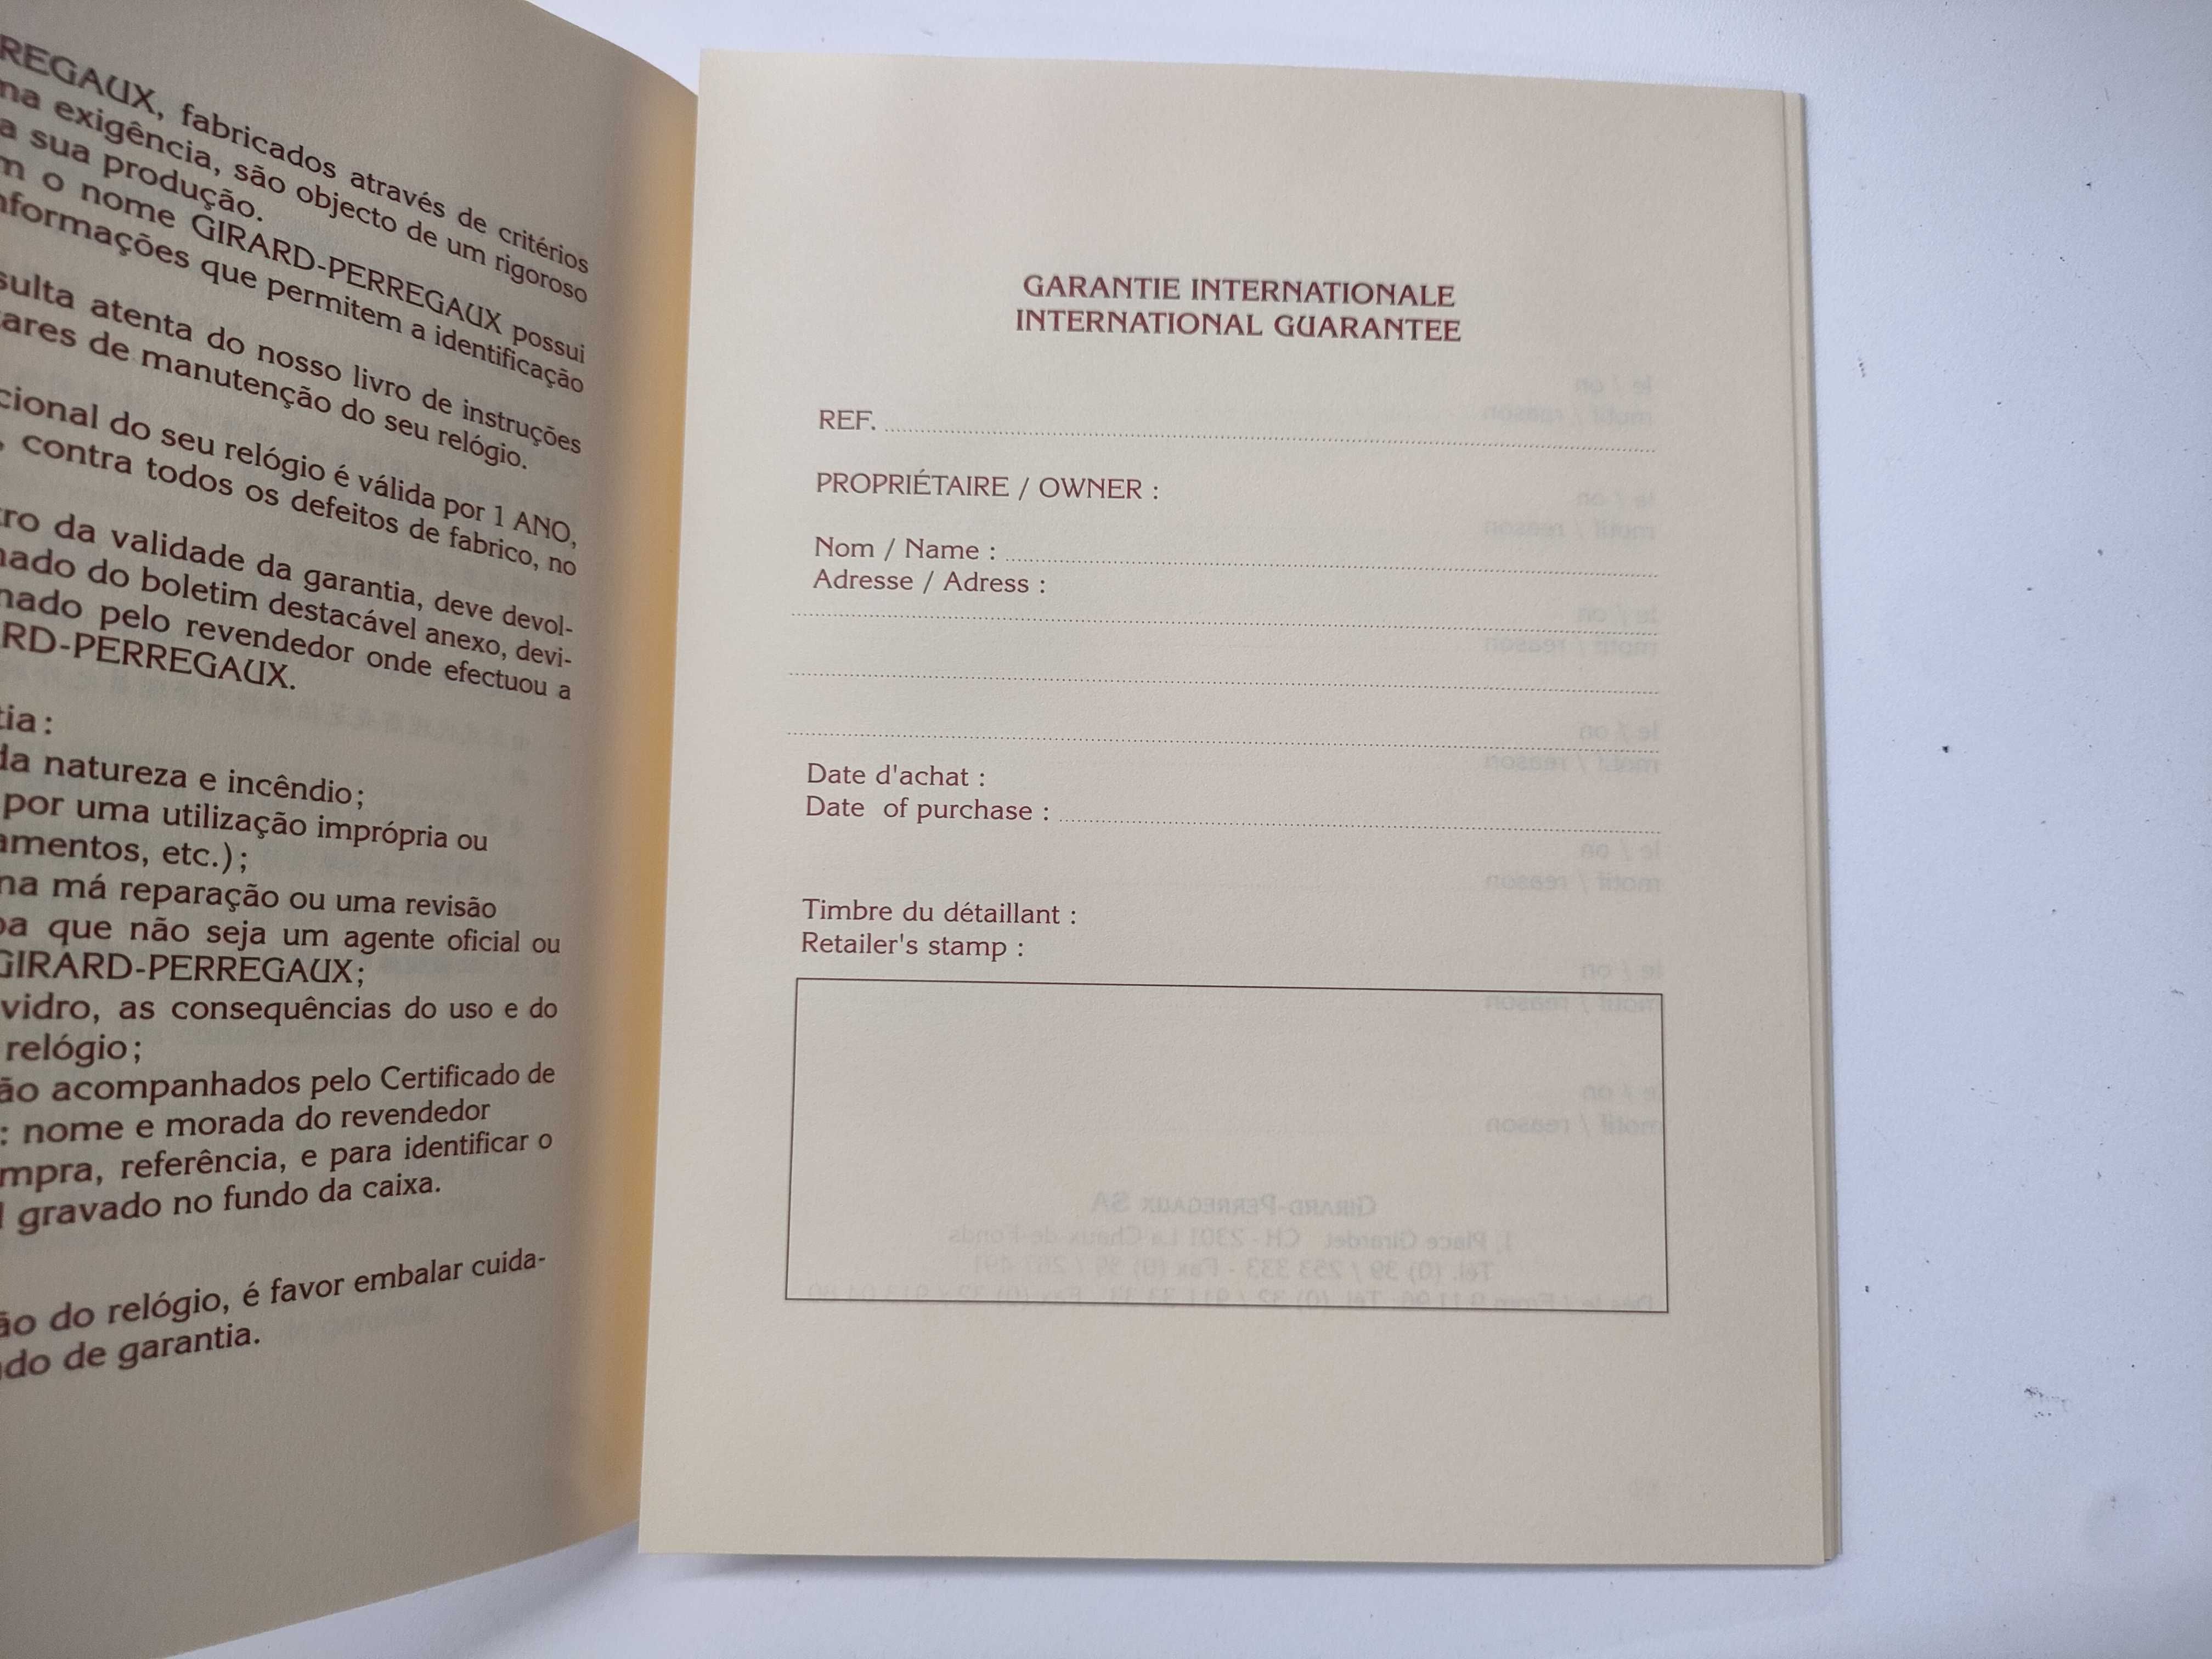 REGAUX, fabricados através de critérios
na exigência, são objecto de um rigoroso
a sua produção.
m o nome GIRARD-PERREGAUX possui
nformações que permitem a identificação
sulta atenta do nosso livro de instruções
ares de manutenção do seu relógio.
cional do seu relógio é válida por 1 ANO,
, contra todos os defeitos de fabrico, no
ro da validade da garantia, deve devol-
nado do boletim destacável anexo, devi-
nado pelo revendedor onde efectuou a
RD-PERREGAUX.
tia :
da natureza e incêndio;
por uma utilização imprópria ou
amentos, etc.);
na má reparação ou uma revisão
oa que não seja um agente oficial ou
GIRARD-PERREGAUX;
vidro, as consequências do uso e do
relógio;
ão acompanhados pelo Certificado de
: nome e morada do revendedor
mpra, referência, e para identificar o
l gravado no fundo da caixa.
ão do relógio, é favor embalar cuida-
ado de garantia.
GARANTIE INTERNATIONALE
INTERNATIONAL GUARANTEE
REF.
PROPRIÉTAIRE / OWNER :
Nom / Name :
Adresse / Adress :
Date d'achat :
Date of purchase :
Timbre du détaillant :
Retailer's stamp :